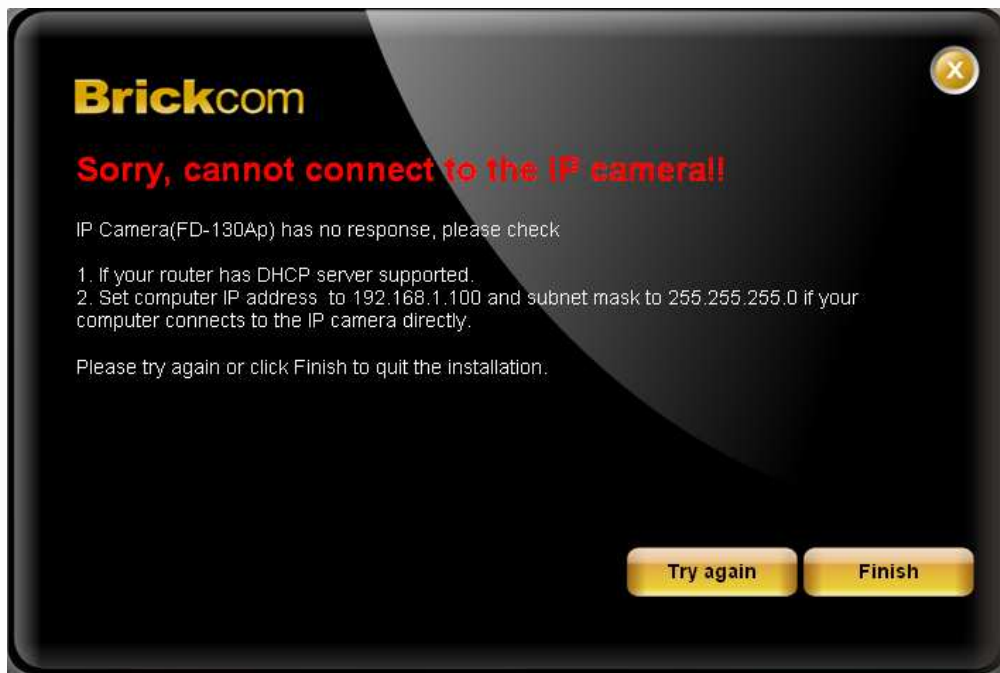 X
Brickcom
Sorry, cannot connect to the IP camera!!
IP Camera(FD-130Ap) has no response, please check
1. If your router has DHCP server supported.
2. Set computer IP address  to 192.168.1.100 and subnet mask to 255.255.255.0 if your
computer connects to the IP camera directly.
Please try again or click Finish to quit the installation.
Try again
Finish